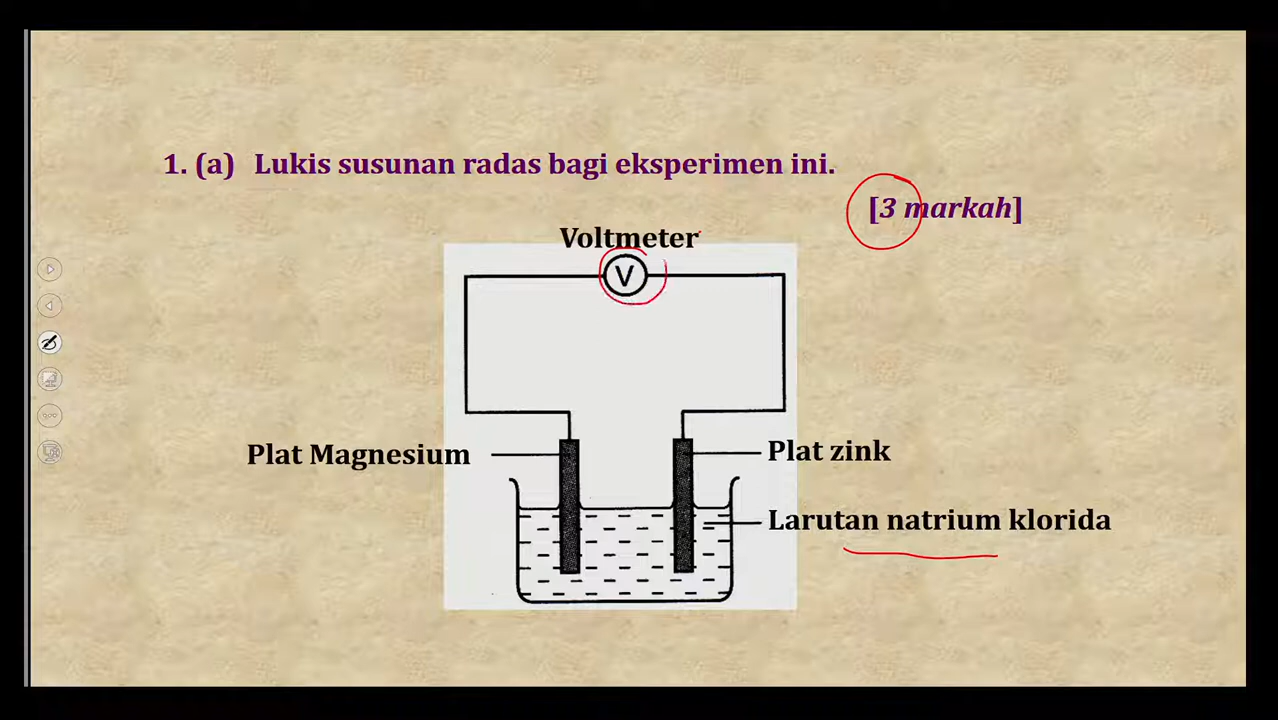 1. (a) Lukis susunan radas bagi eksperimen ini.
[3 markah]
Voltmeter
V
Plat Magnesium
Plat zink
Larutan natrium klorida